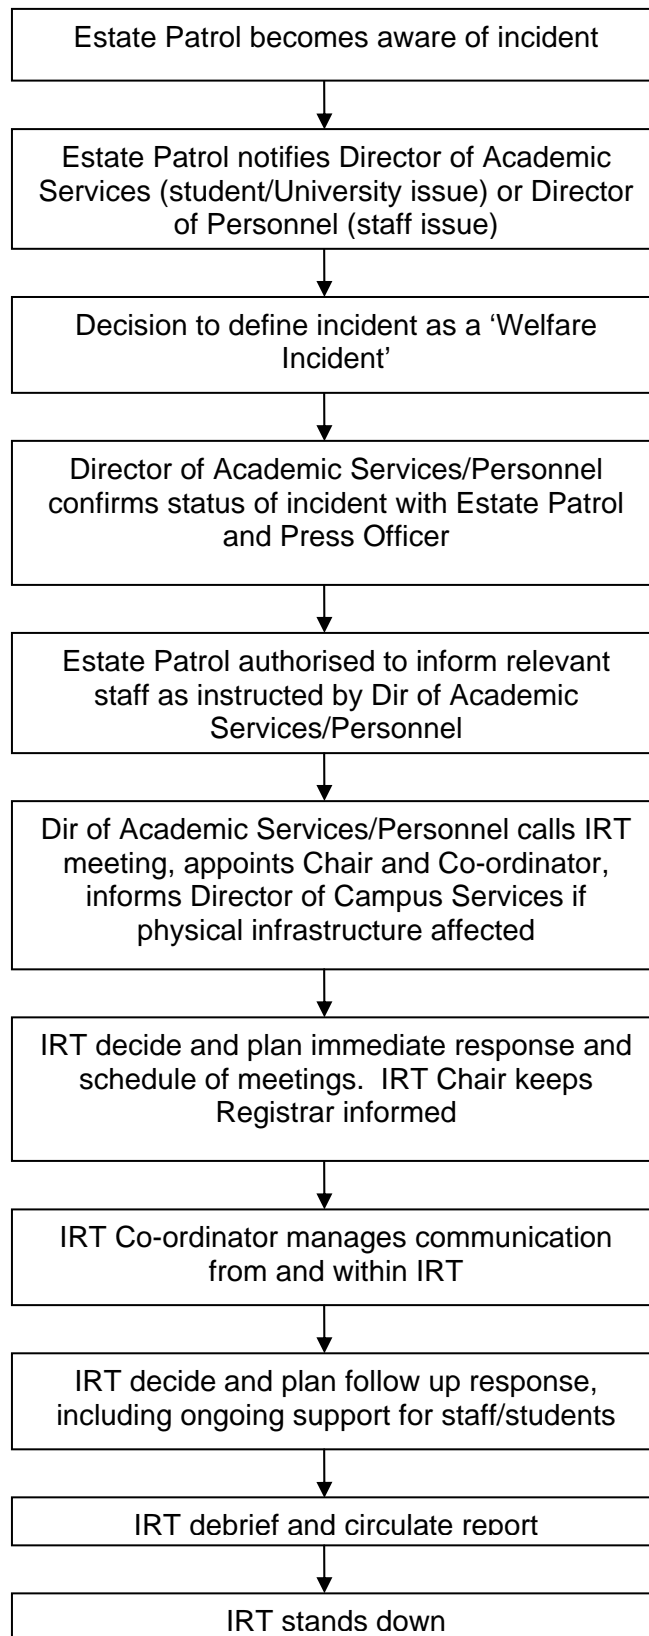 Estate Patrol becomes aware of incident
Estate Patrol notifies Director of Academic
Services (student/University issue) or Director
of Personnel (staff issue)
Decision to define incident as a ‘Welfare
Incident’
Director of Academic Services/Personnel
confirms status of incident with Estate Patrol
and Press Officer
Estate Patrol authorised to inform relevant
staff as instructed by Dir of Academic
Services/Personnel
Dir of Academic Services/Personnel calls IRT
meeting, appoints Chair and Co-ordinator,
informs Director of Campus Services if
physical infrastructure affected
IRT decide and plan immediate response and
schedule of meetings.  IRT Chair keeps
Registrar informed
IRT Co-ordinator manages communication
from and within IRT
IRT decide and plan follow up response,
including ongoing support for staff/students
IRT debrief and circulate report
IRT stands down